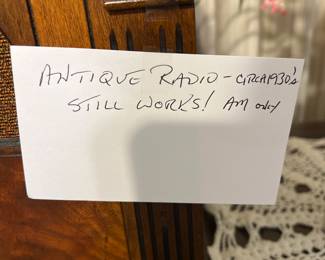 ANTIQUE RADIO - CIRCA 1930's
STILL WORKS! AM only